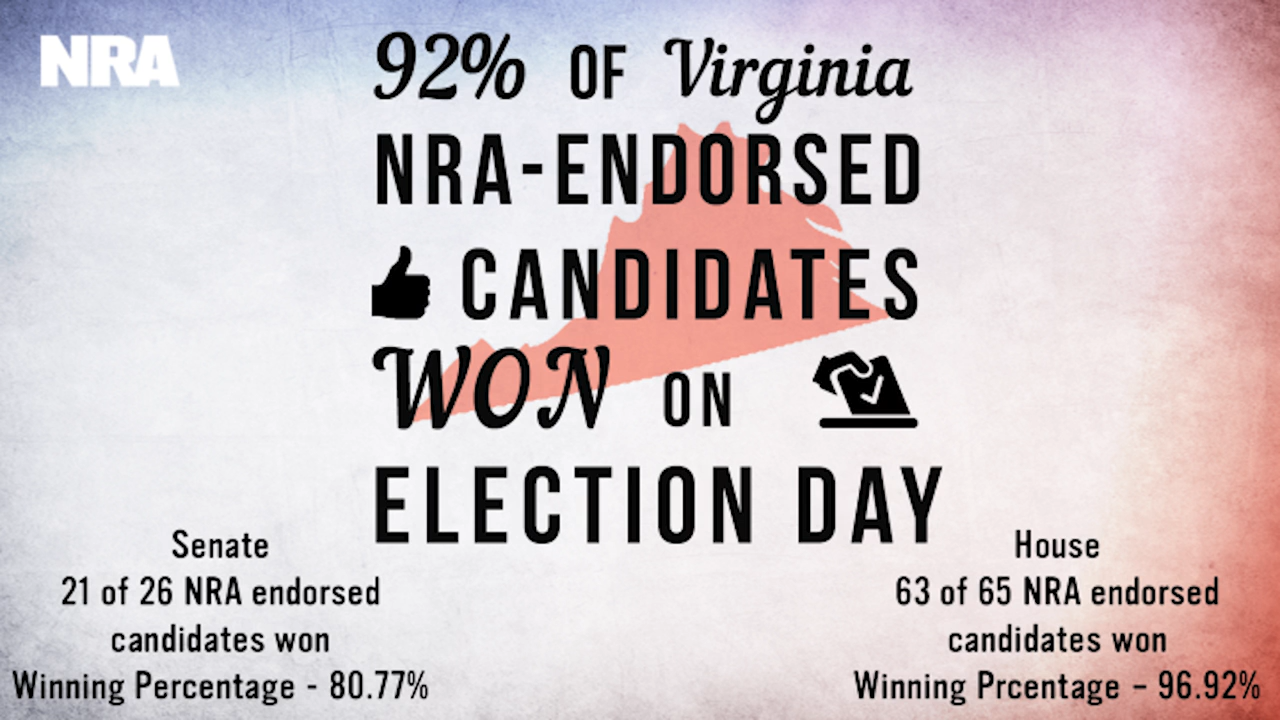 NRA
92% OF Virginia
NRA-ENDORSED
CANDIDATES
WON ON
ELECTION DAY
Senate
21 of 26 NRA endorsed
candidates won
Winning Percentage - 80.77%
House
63 of 65 NRA endorsed
candidates won
Winning Prcentage - 96.92%